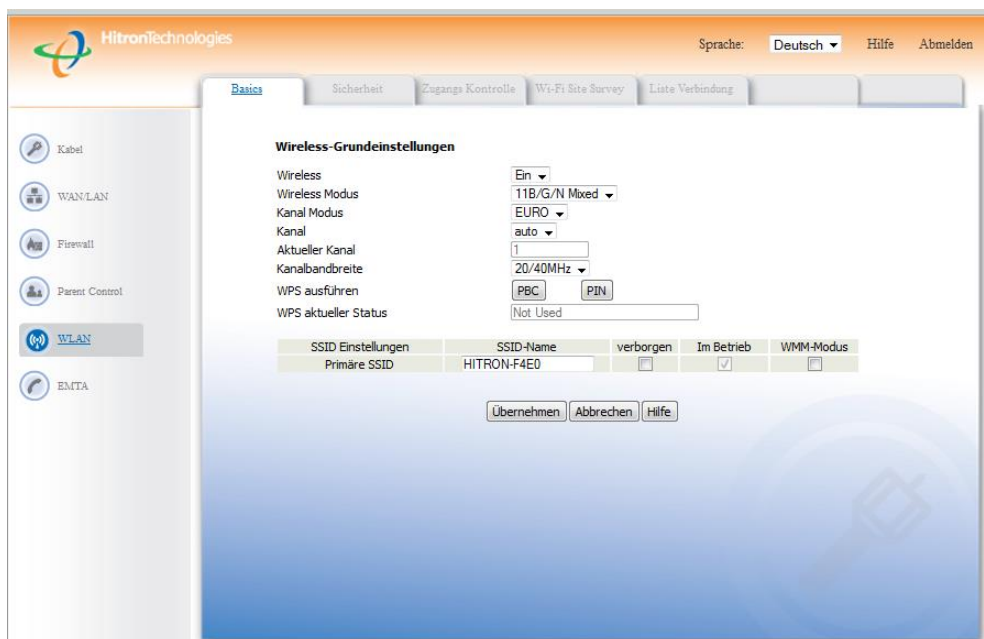 HitronTechnologies
Sprache: Deutsch Hilfe Abmelden
Basics Sicherheit Zugangs Kontrolle Wi-Fi Site Survey Liste Verbindung
Kabel
WAN/LAN
Firewall
Parent Control
WLAN
EMTA
Wireless-Grundeinstellungen
Wireless Ein
Wireless Modus 11B/G/N Mixed
Kanal Modus EURO
Kanal auto
Aktueller Kanal 1
Kanalbandbreite 20/40MHz
WPS ausführen PBC PIN
WPS aktueller Status Not Used
SSID Einstellungen SSID-Name verborgen Im Betrieb WMM-Modus
Primäre SSID HITRON-F4E0
Übernehmen Abbrechen Hilfe